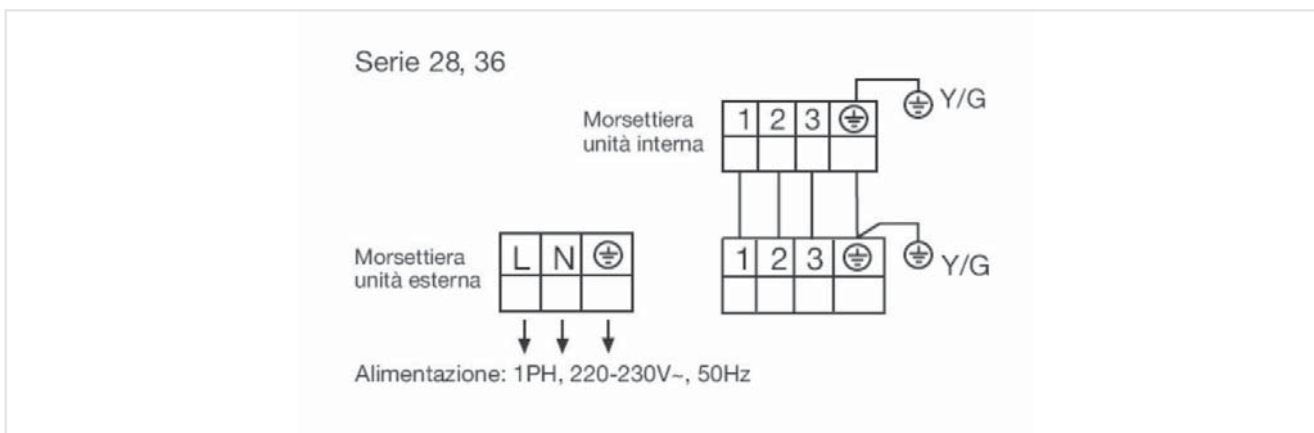 Serie 28, 36
Morsettiera
unità interna
1 2 3
Y/G
Morsettiera
unità esterna
L N
1 2 3
Y/G
Alimentazione: 1PH, 220-230V~, 50Hz